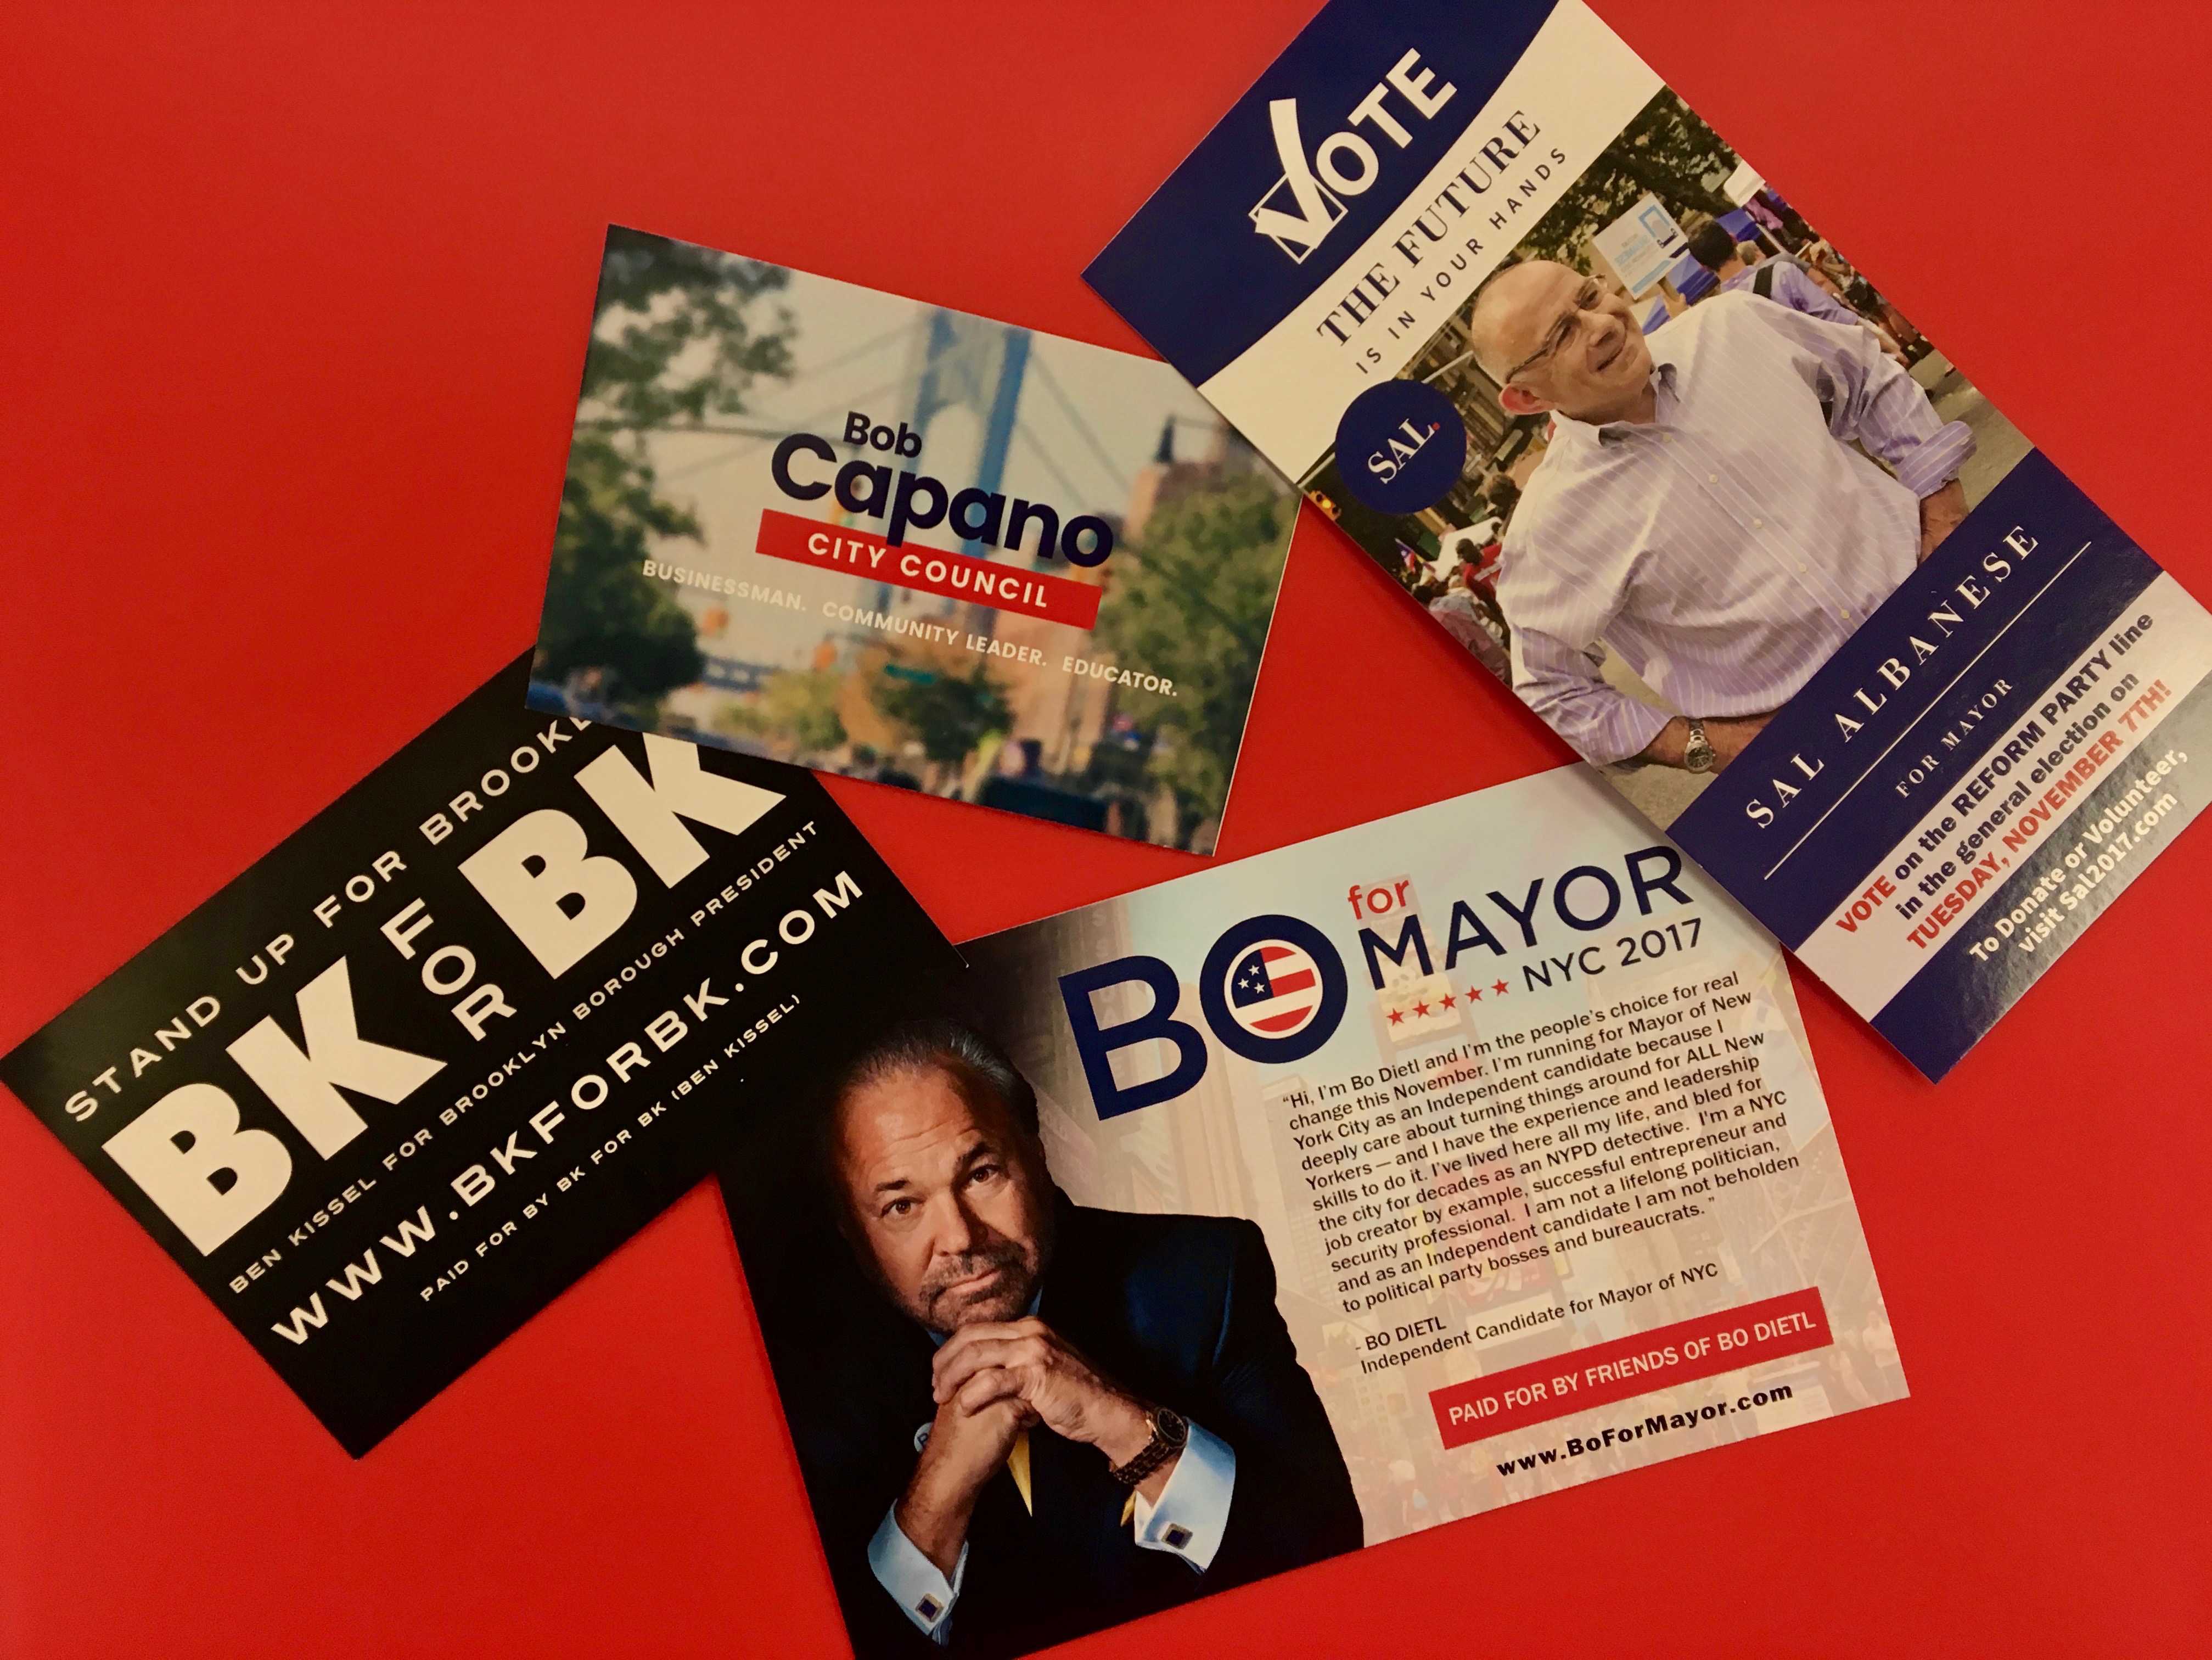 VOTE
THE FUTURE
IS IN YOUR HANDS
SAL.
SAL ALBANESE
FOR MAYOR
VOTE on the REFORM PARTY line
in the general election on
TUESDAY, NOVEMBER 7TH!
To Donate or Volunteer,
visit Sal2017.com
Bob
Capano
CITY COUNCIL
BUSINESSMAN. COMMUNITY LEADER. EDUCATOR.
STAND UP FOR BROOKL
BK FOR BK
BEN KISSEL FOR BROOKLYN BOROUGH PRESIDENT
WWW.BKFORBK.COM
PAID FOR BY BK FOR BK (BEN KISSEL)
BO for MAYOR
★★★★★ NYC 2017
“Hi, I'm Bo Dietl and I'm the people's choice for real
change this November. I'm running for Mayor of New
York City as an Independent candidate because I
deeply care about turning things around for ALL New
Yorkers — and I have the experience and leadership
skills to do it. I've lived here all my life, and bled for
the city for decades as an NYPD detective. I'm a NYC
job creator by example, successful entrepreneur and
security professional. I am not a lifelong politician,
and as an Independent candidate I am not beholden
to political party bosses and bureaucrats.”
- BO DIETL
Independent Candidate for Mayor of NYC
PAID FOR BY FRIENDS OF BO DIETL
www.BoForMayor.com